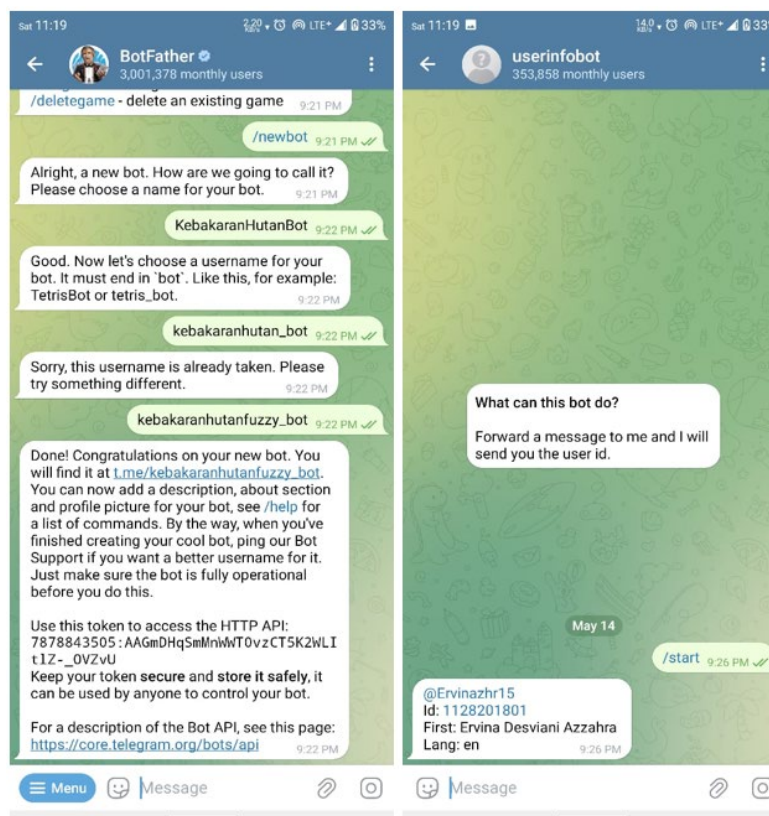 Sat 11:19
2,20 KB/s LTE+ 33%
BotFather
3,001,378 monthly users
/deletegame - delete an existing game 9:21 PM
/newbot 9:21 PM
Alright, a new bot. How are we going to call it?
Please choose a name for your bot. 9:21 PM
KebakaranHutanBot 9:22 PM
Good. Now let's choose a username for your
bot. It must end in `bot`. Like this, for example:
TetrisBot or tetris_bot. 9:22 PM
kebakaranhutan_bot 9:22 PM
Sorry, this username is already taken. Please
try something different. 9:22 PM
kebakaranhutanfuzzy_bot 9:22 PM
Done! Congratulations on your new bot. You
will find it at t.me/kebakaranhutanfuzzy_bot.
You can now add a description, about section
and profile picture for your bot, see /help for
a list of commands. By the way, when you've
finished creating your cool bot, ping our Bot
Support if you want a better username for it.
Just make sure the bot is fully operational
before you do this.
Use this token to access the HTTP API:
7878843505:AAGmDHqSmMnWWT0vzCT5K2WLI
tlZ-_OVZvU
Keep your token secure and store it safely, it
can be used by anyone to control your bot.
For a description of the Bot API, see this page:
https://core.telegram.org/bots/api 9:22 PM
Menu
Message
Sat 11:19
14,0 KB/s LTE+ 33%
userinfobot
353,858 monthly users
What can this bot do?
Forward a message to me and I will
send you the user id.
May 14
/start 9:26 PM
@Ervinazhr15
Id: 1128201801
First: Ervina Desviani Azzahra
Lang: en 9:26 PM
Message